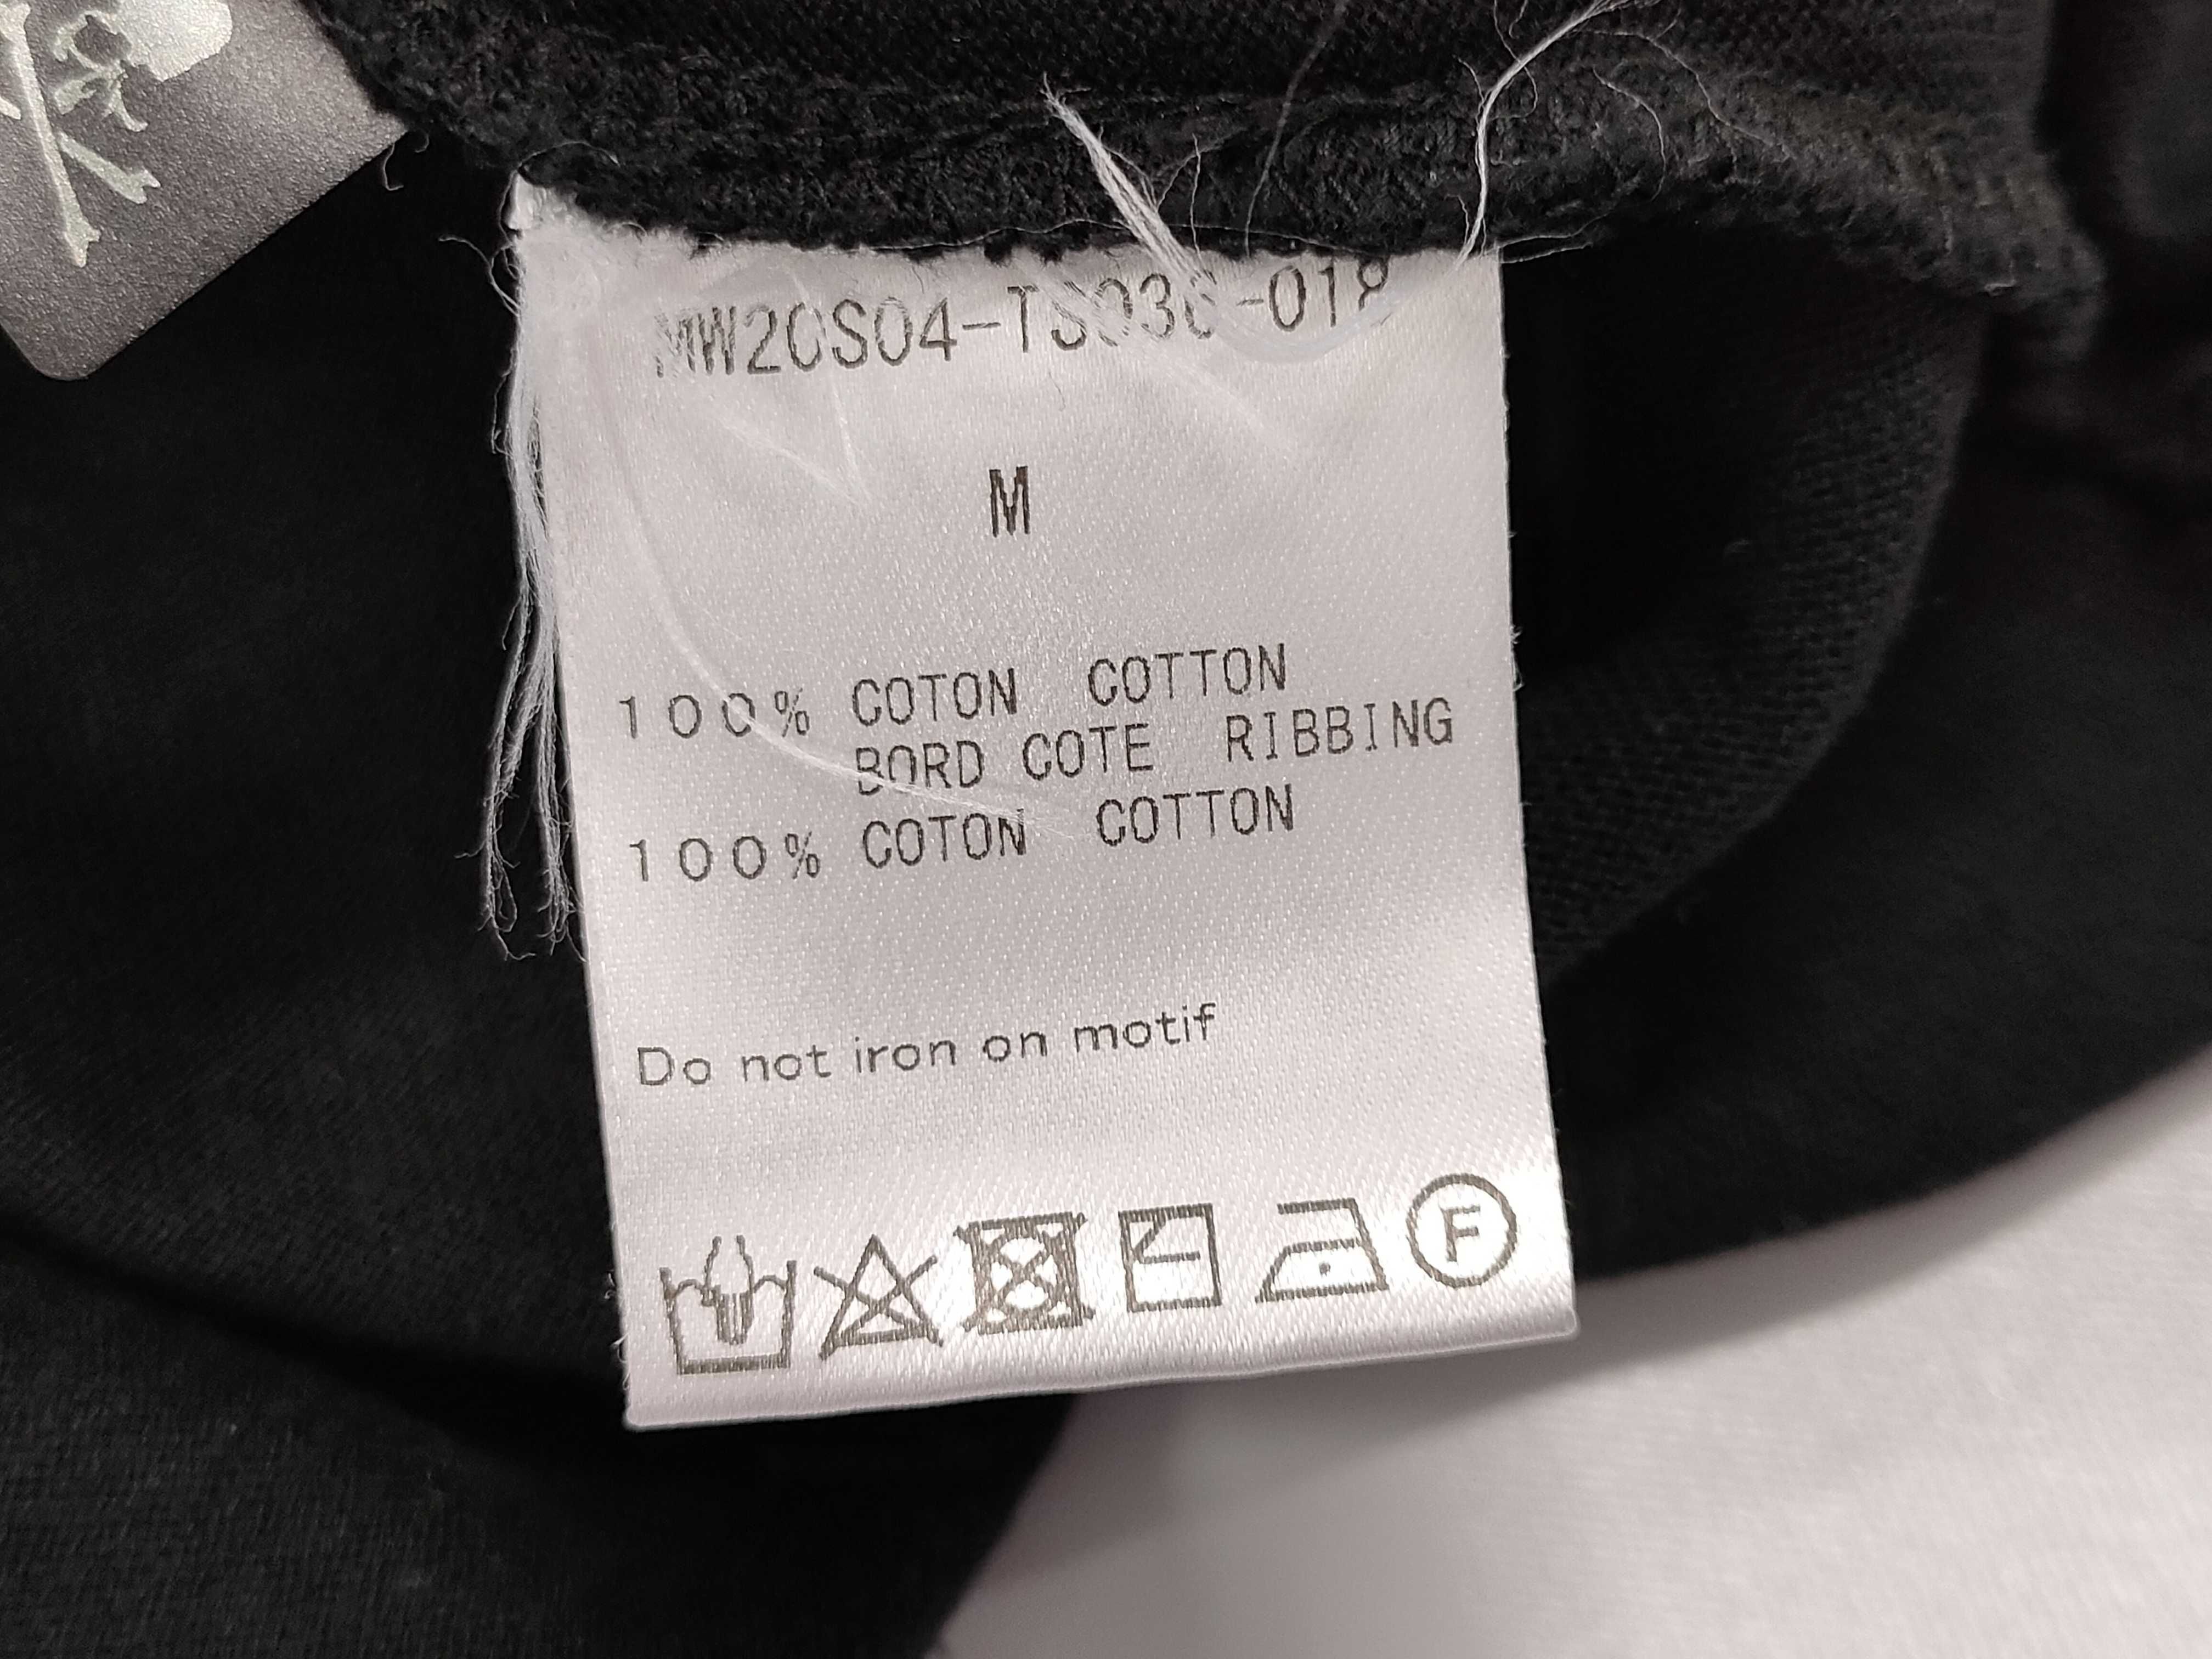 MW20S04-TS036-018
M
100% COTON COTTON
BORD COTE RIBBING
100% COTON COTTON
Do not iron on motif
F